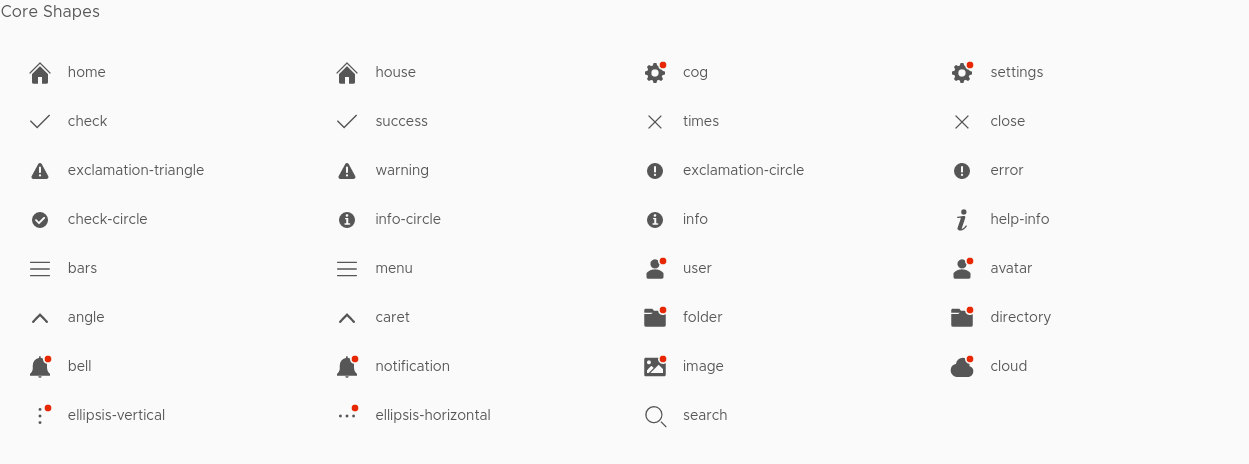 Core Shapes
home
house
cog
settings
check
success
times
close
exclamation-triangle
warning
exclamation-circle
error
check-circle
info-circle
info
help-info
bars
menu
user
avatar
angle
caret
folder
directory
bell
notification
image
cloud
ellipsis-vertical
ellipsis-horizontal
search